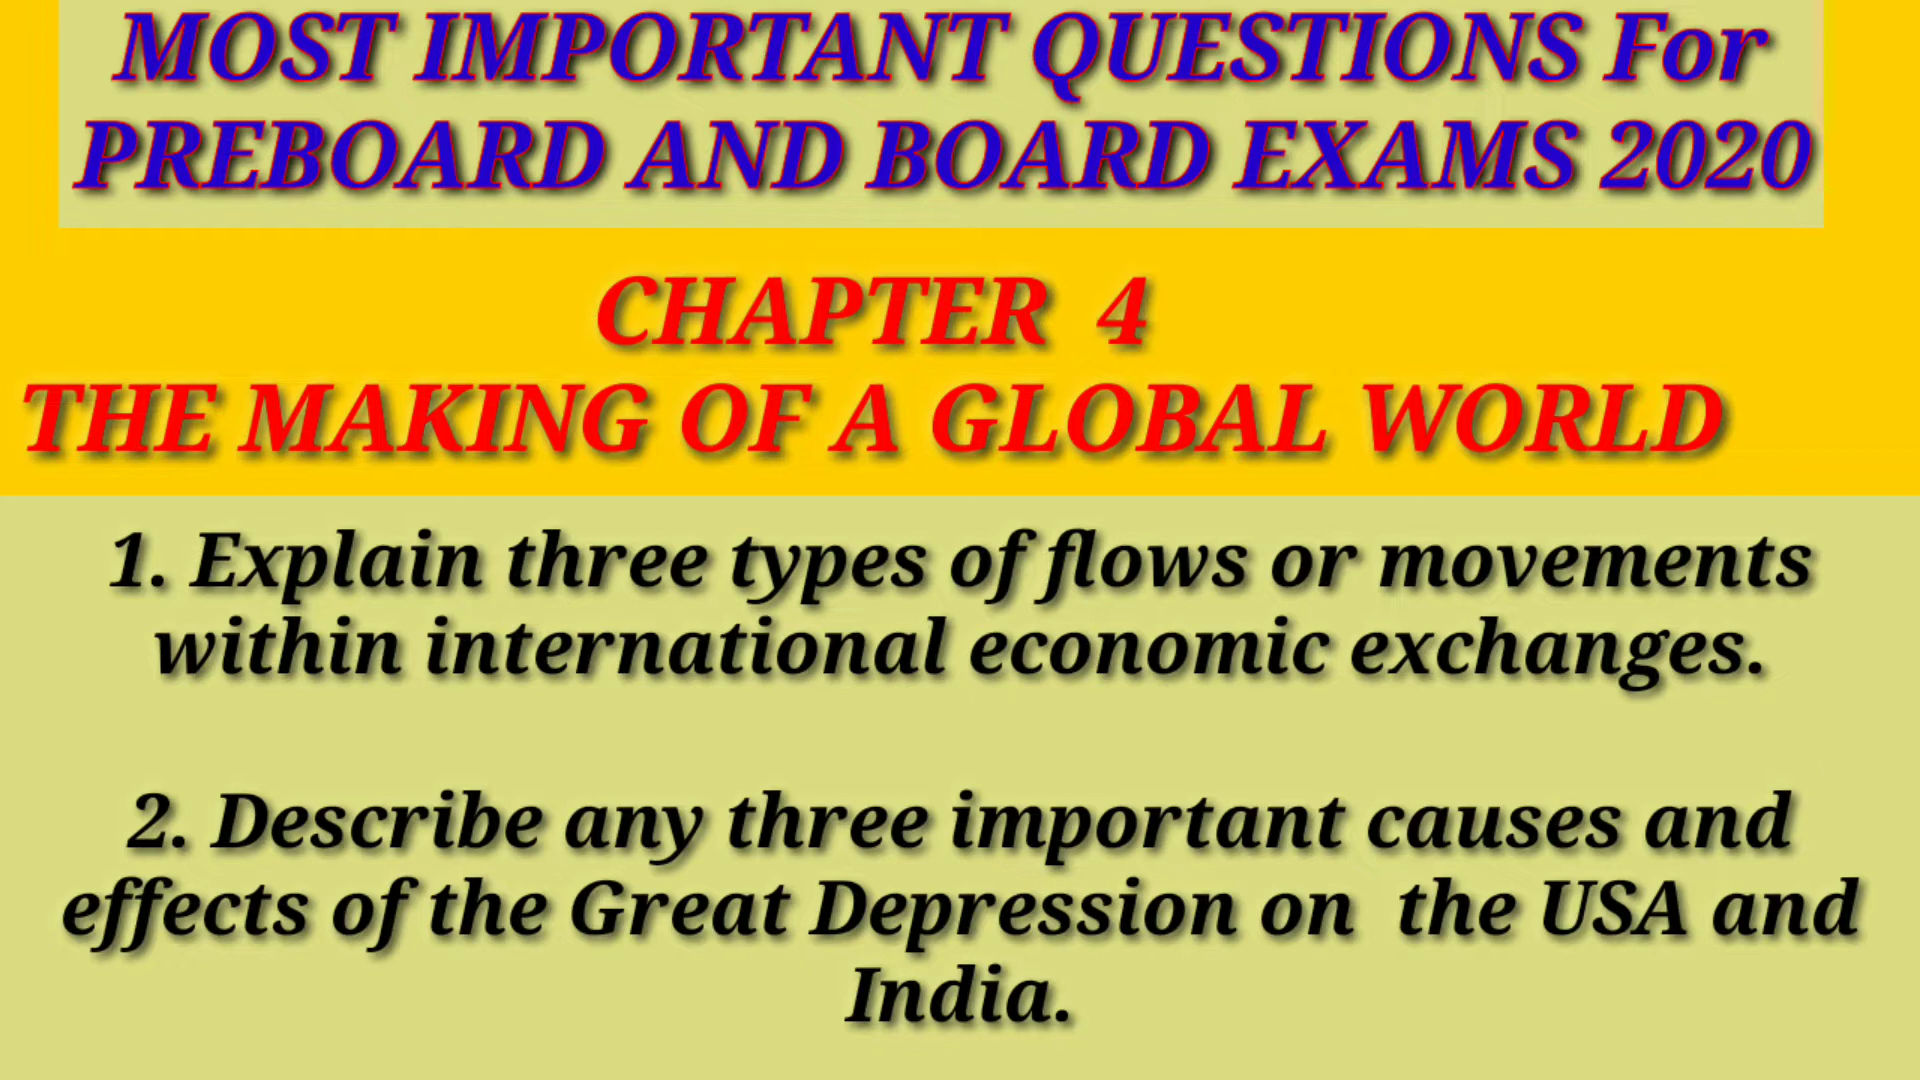 MOST IMPORTANT QUESTIONS For
PREBOARD AND BOARD EXAMS 2020
CHAPTER 4
THE MAKING OF A GLOBAL WORLD
1. Explain three types of flows or movements
within international economic exchanges.
2. Describe any three important causes and
effects of the Great Depression on the USA and
India.